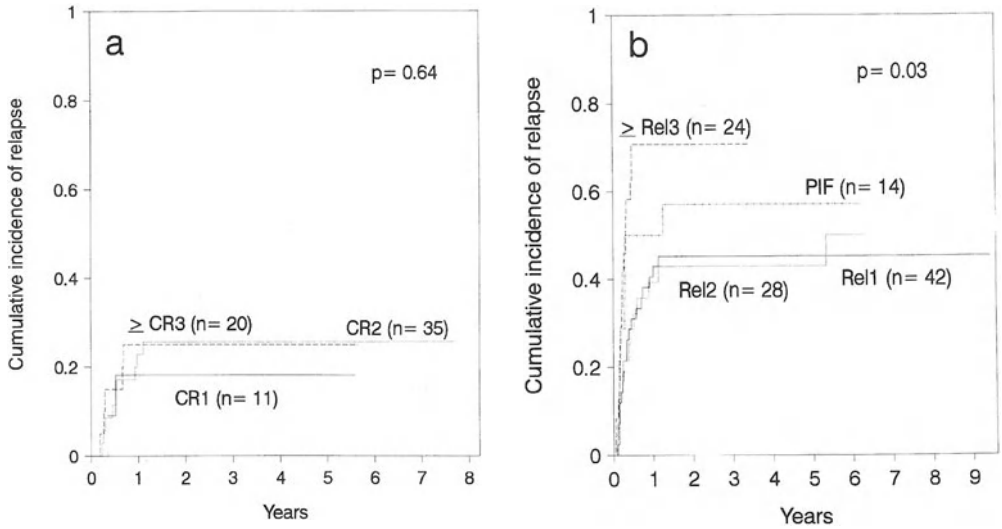 a
p= 0.64
Cumulative incidence of relapse
1
0.8
0.6
0.4
0.2
0
≥ CR3 (n= 20)
CR2 (n= 35)
CR1 (n= 11)
0 1 2 3 4 5 6 7 8
Years
b
p= 0.03
Cumulative incidence of relapse
1
0.8
0.6
0.4
0.2
0
≥ Rel3 (n= 24)
PIF (n= 14)
Rel2 (n= 28)
Rel1 (n= 42)
0 1 2 3 4 5 6 7 8 9
Years